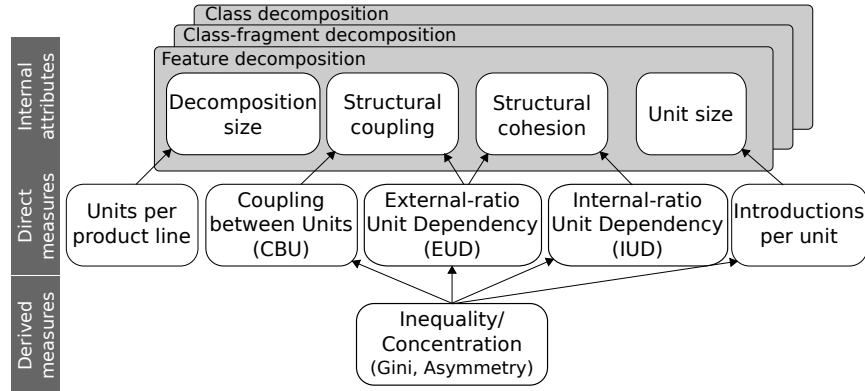 Class decomposition
Class-fragment decomposition
Feature decomposition
Internal
attributes
Decomposition
size
Structural
coupling
Structural
cohesion
Unit size
Direct
measures
Units per
product line
Coupling
between Units
(CBU)
External-ratio
Unit Dependency
(EUD)
Internal-ratio
Unit Dependency
(IUD)
Introductions
per unit
Derived
measures
Inequality/
Concentration
(Gini, Asymmetry)